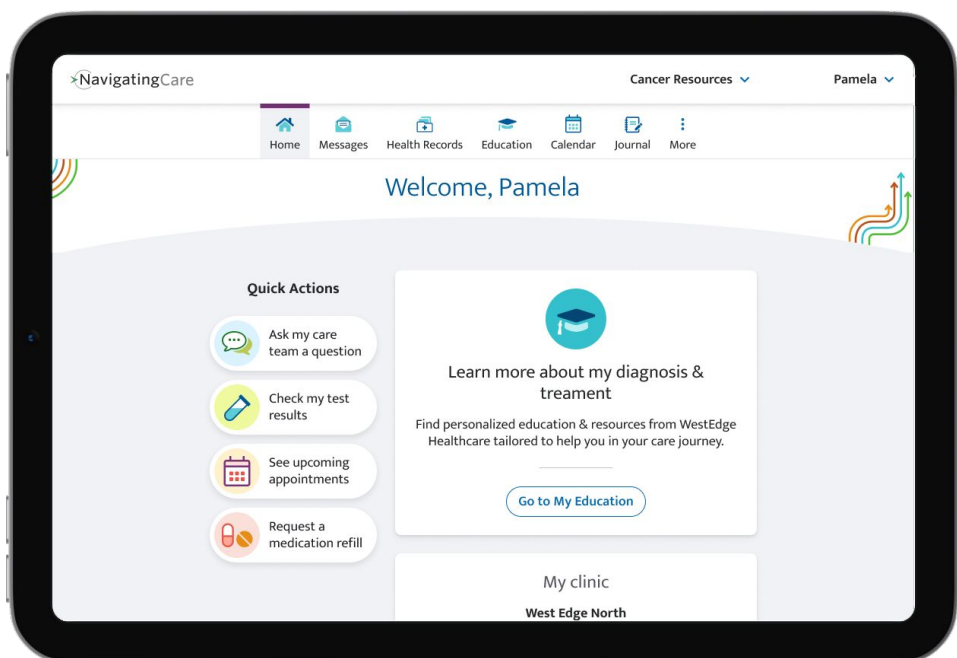 NavigatingCare
Cancer Resources
Pamela
Home
Messages
Health Records
Education
Calendar
Journal
More
Welcome, Pamela
Quick Actions
Ask my care
team a question
Check my test
results
See upcoming
appointments
Request a
medication refill
Learn more about my diagnosis &
treament
Find personalized education & resources from WestEdge
Healthcare tailored to help you in your care journey.
Go to My Education
My clinic
West Edge North